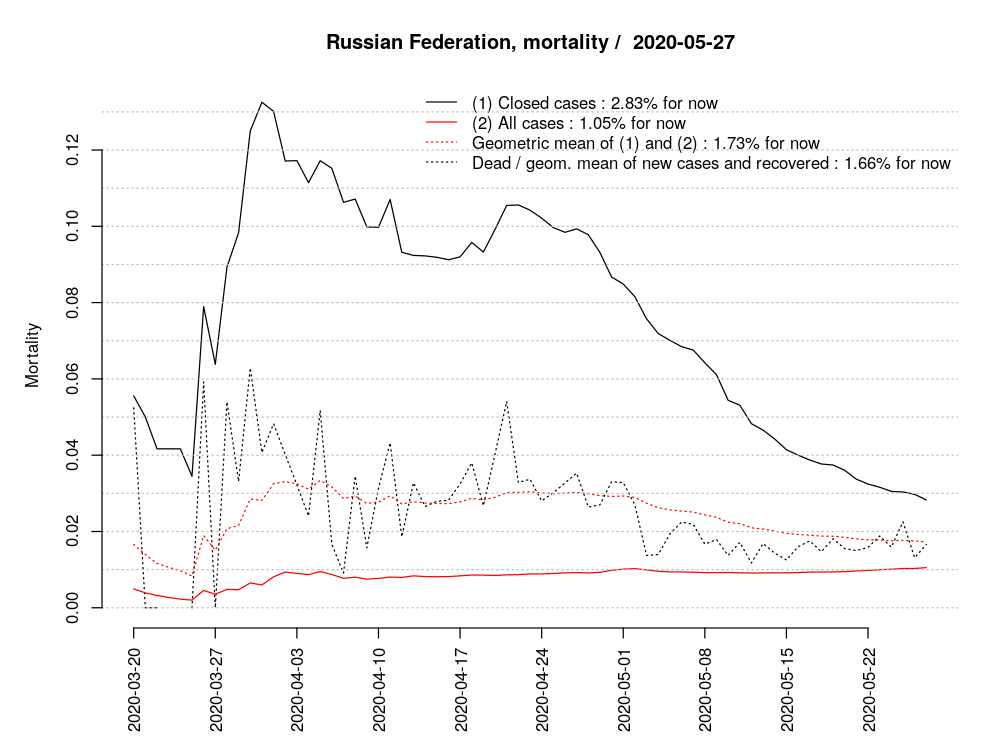 Russian Federation, mortality /  2020-05-27
(1) Closed cases : 2.83% for now
(2) All cases : 1.05% for now
Geometric mean of (1) and (2) : 1.73% for now
Dead / geom. mean of new cases and recovered : 1.66% for now
Mortality
0.12
0.10
0.08
0.06
0.04
0.02
0.00
2020-03-20
2020-03-27
2020-04-03
2020-04-10
2020-04-17
2020-04-24
2020-05-01
2020-05-08
2020-05-15
2020-05-22